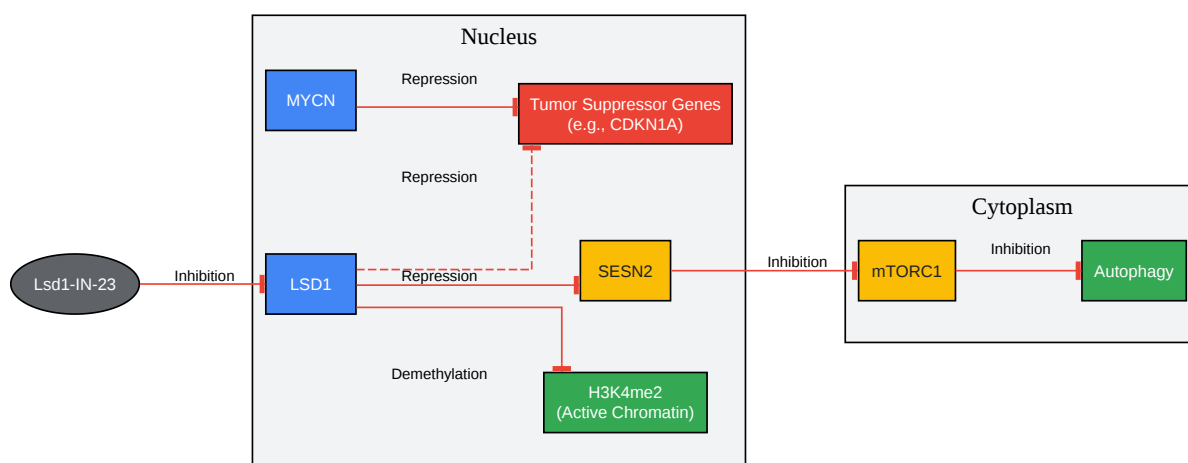 Nucleus
MYCN
Repression
Tumor Suppressor Genes
(e.g., CDKN1A)
Repression
Cytoplasm
Lsd1-IN-23
Inhibition
LSD1
Repression
SESN2
Inhibition
mTORC1
Inhibition
Autophagy
Demethylation
H3K4me2
(Active Chromatin)